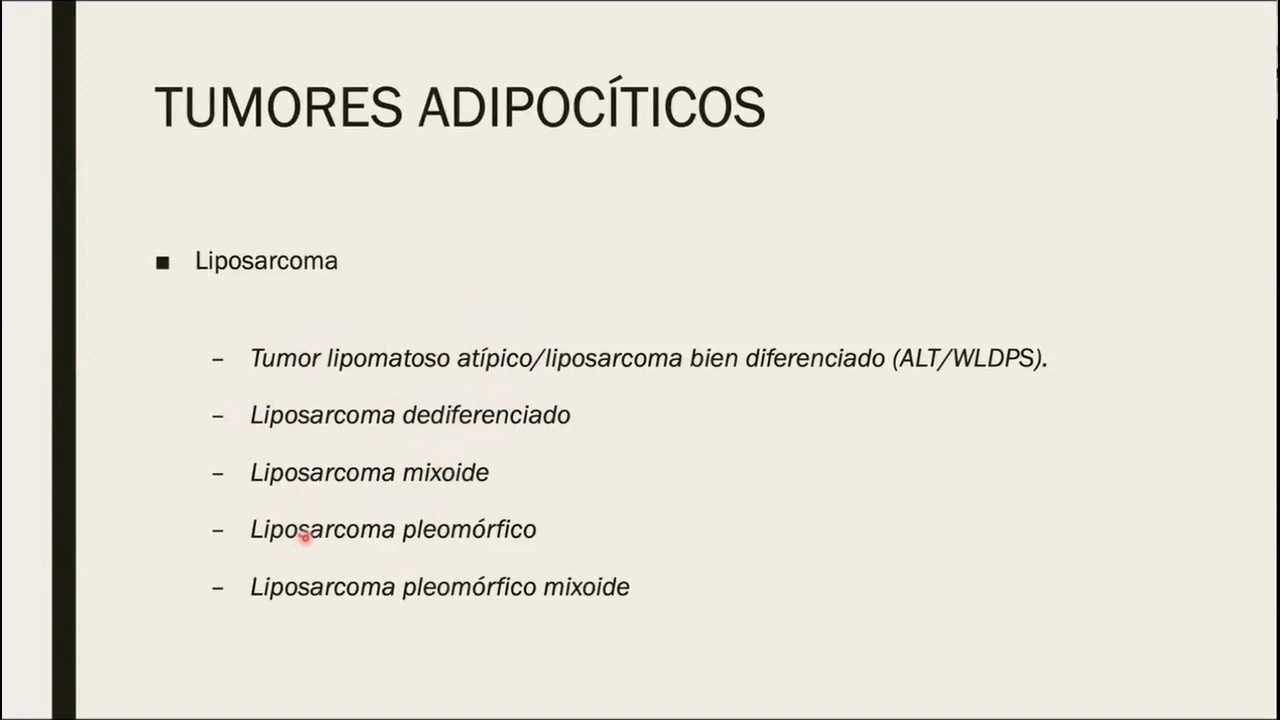 TUMORES ADIPOCÍTICOS
■ Liposarcoma
– Tumor lipomatoso atípico/liposarcoma bien diferenciado (ALT/WLDPS).
– Liposarcoma dediferenciado
– Liposarcoma mixoide
– Liposarcoma pleomórfico
– Liposarcoma pleomórfico mixoide